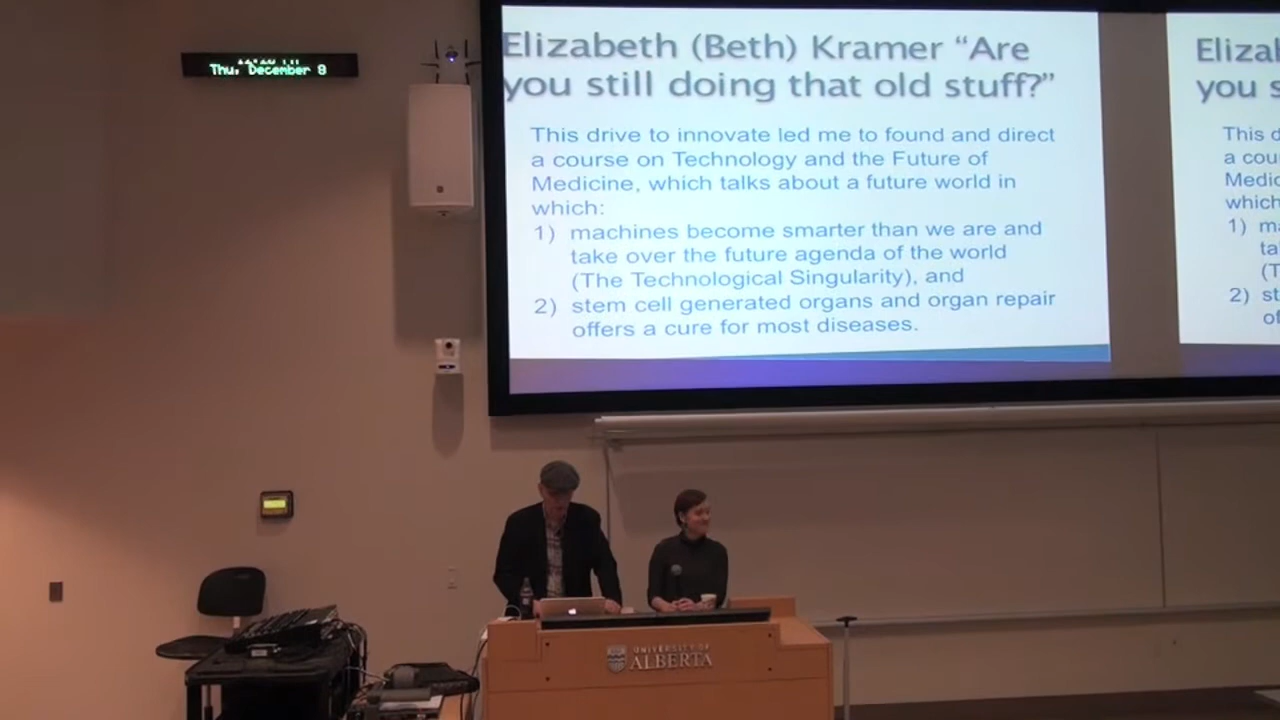 Thu, December 8
Elizabeth (Beth) Kramer “Are
you still doing that old stuff?”
This drive to innovate led me to found and direct
a course on Technology and the Future of
Medicine, which talks about a future world in
which:
1) machines become smarter than we are and
take over the future agenda of the world
(The Technological Singularity), and
2) stem cell generated organs and organ repair
offers a cure for most diseases.
Eliza
you s
This d
a cou
Medic
which
1) ma
ta
(T
2) st
of
UNIVERSITY OF
ALBERTA